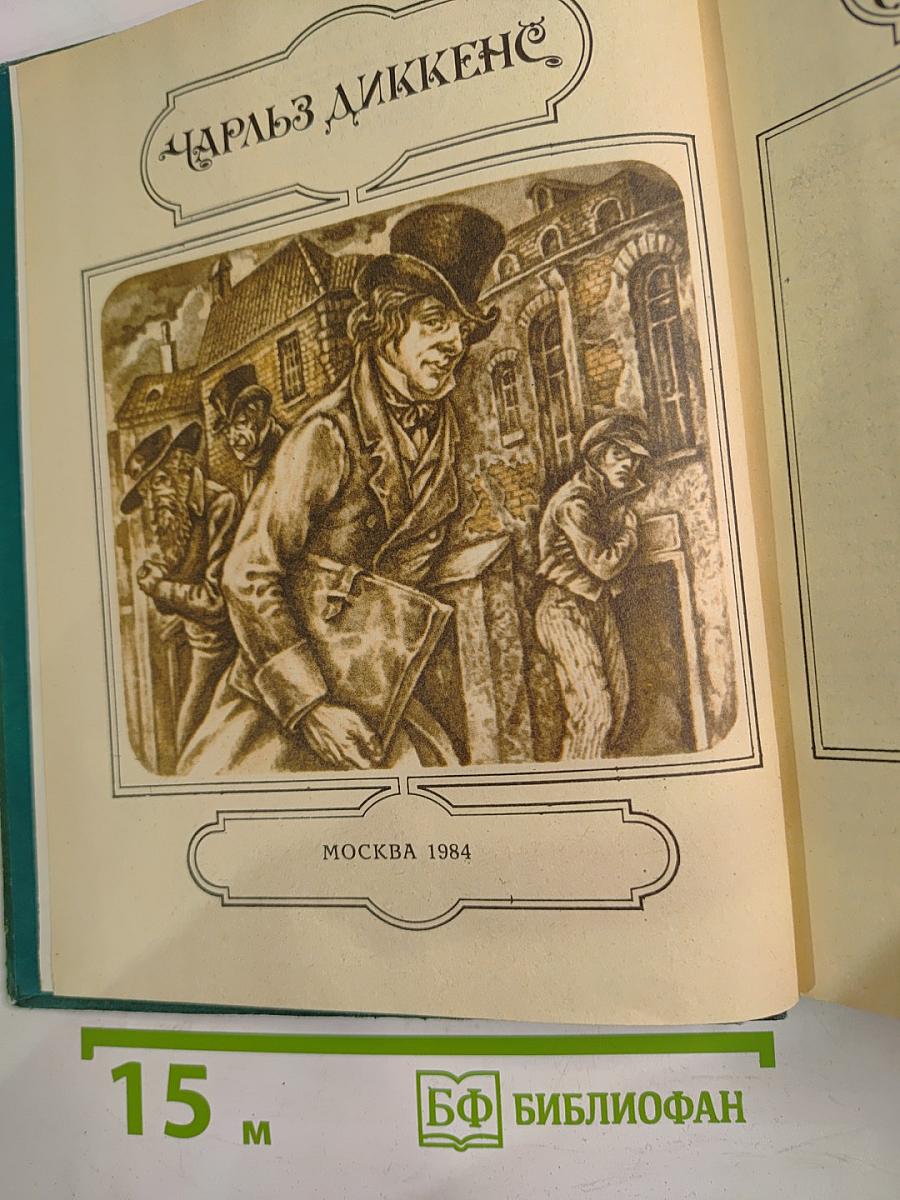 ЧАРЛЬЗ ДИККЕНС
МОСКВА 1984
15 м
БФ БИБЛИОФАН